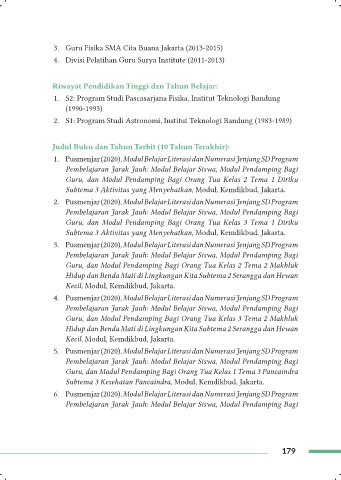 3. Guru Fisika SMA Cita Buana Jakarta (2013-2015)
4. Divisi Pelatihan Guru Surya Institute (2011-2013)
Riwayat Pendidikan Tinggi dan Tahun Belajar:
1. S2: Program Studi Pascasarjana Fisika, Institut Teknologi Bandung
(1990-1993)
2. S1: Program Studi Astronomi, Institut Teknologi Bandung (1983-1989)
Judul Buku dan Tahun Terbit (10 Tahun Terakhir):
1. Pusmenjar (2020), Modul Belajar Literasi dan Numerasi Jenjang SD Program
Pembelajaran Jarak Jauh: Modul Belajar Siswa, Modul Pendamping Bagi
Guru, dan Modul Pendamping Bagi Orang Tua Kelas 2 Tema 1 Diriku
Subtema 3 Aktivitas yang Menyehatkan, Modul, Kemdikbud, Jakarta.
2. Pusmenjar (2020), Modul Belajar Literasi dan Numerasi Jenjang SD Program
Pembelajaran Jarak Jauh: Modul Belajar Siswa, Modul Pendamping Bagi
Guru, dan Modul Pendamping Bagi Orang Tua Kelas 3 Tema 1 Diriku
Subtema 3 Aktivitas yang Menyehatkan, Modul, Kemdikbud, Jakarta.
3. Pusmenjar (2020), Modul Belajar Literasi dan Numerasi Jenjang SD Program
Pembelajaran Jarak Jauh: Modul Belajar Siswa, Modul Pendamping Bagi
Guru, dan Modul Pendamping Bagi Orang Tua Kelas 2 Tema 2 Makhluk
Hidup dan Benda Mati di Lingkungan Kita Subtema 2 Serangga dan Hewan
Kecil, Modul, Kemdikbud, Jakarta.
4. Pusmenjar (2020), Modul Belajar Literasi dan Numerasi Jenjang SD Program
Pembelajaran Jarak Jauh: Modul Belajar Siswa, Modul Pendamping Bagi
Guru, dan Modul Pendamping Bagi Orang Tua Kelas 3 Tema 2 Makhluk
Hidup dan Benda Mati di Lingkungan Kita Subtema 2 Serangga dan Hewan
Kecil, Modul, Kemdikbud, Jakarta.
5. Pusmenjar (2020), Modul Belajar Literasi dan Numerasi Jenjang SD Program
Pembelajaran Jarak Jauh: Modul Belajar Siswa, Modul Pendamping Bagi
Guru, dan Modul Pendamping Bagi Orang Tua Kelas 1 Tema 3 Pancaindra
Subtema 3 Kesehatan Pancaindra, Modul, Kemdikbud, Jakarta.
6. Pusmenjar (2020), Modul Belajar Literasi dan Numerasi Jenjang SD Program
Pembelajaran Jarak Jauh: Modul Belajar Siswa, Modul Pendamping Bagi
179